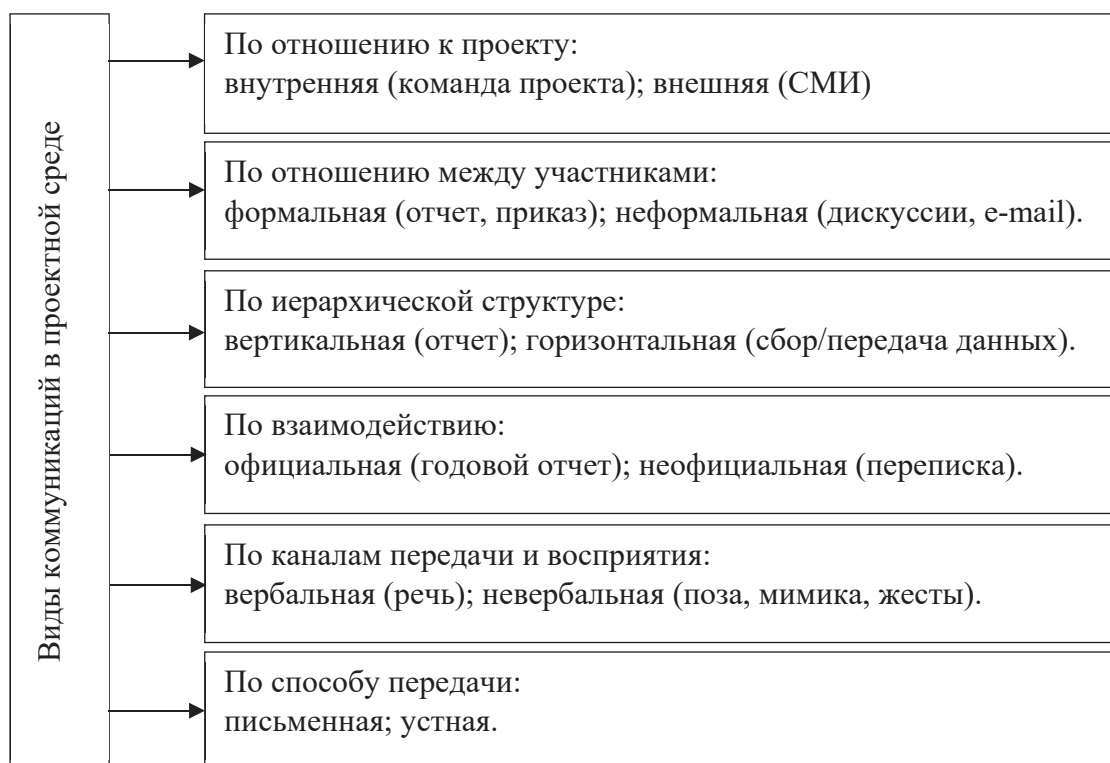 Виды коммуникаций в проектной среде
По отношению к проекту:
внутренняя (команда проекта); внешняя (СМИ)
По отношению между участниками:
формальная (отчет, приказ); неформальная (дискуссии, e-mail).
По иерархической структуре:
вертикальная (отчет); горизонтальная (сбор/передача данных).
По взаимодействию:
официальная (годовой отчет); неофициальная (переписка).
По каналам передачи и восприятия:
вербальная (речь); невербальная (поза, мимика, жесты).
По способу передачи:
письменная; устная.